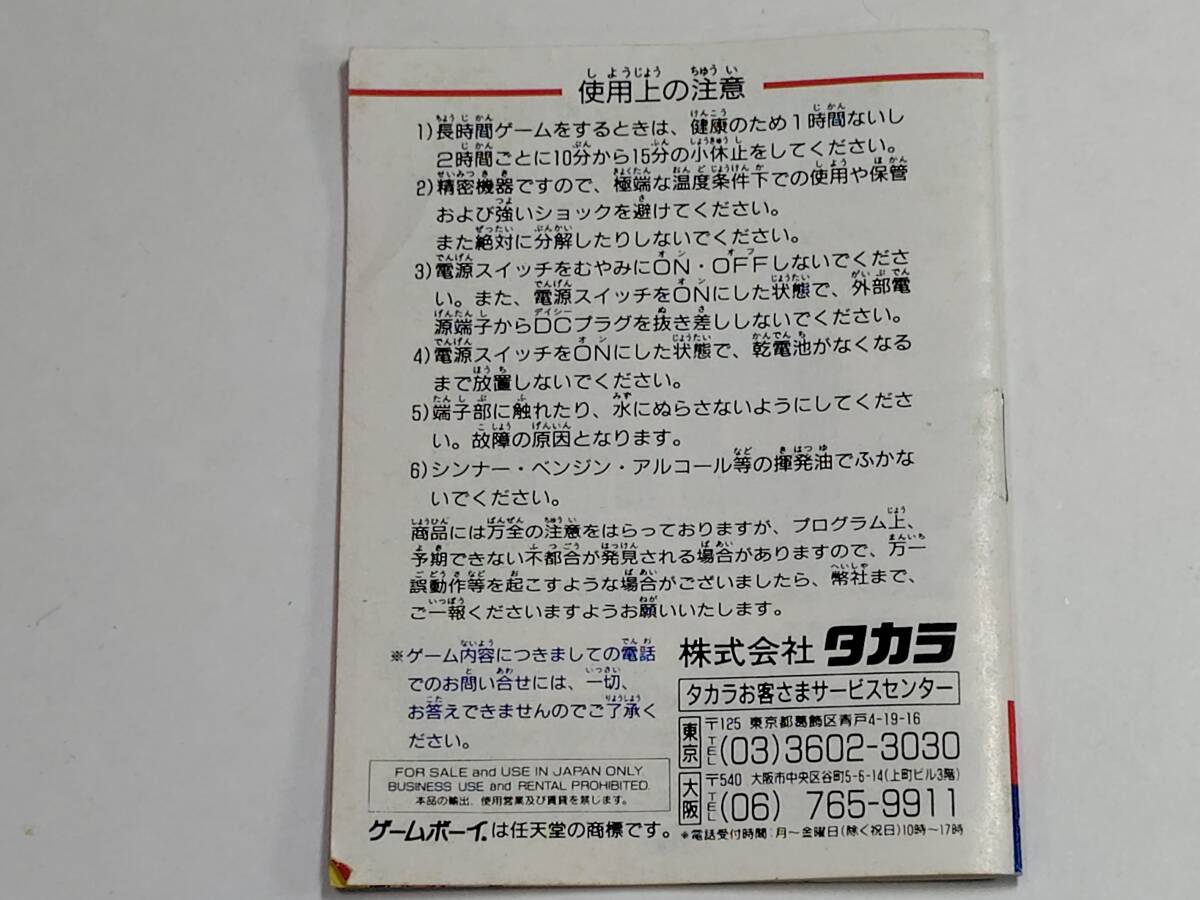 使用上の注意
1)長時間ゲームをするときは、健康のため1時間ないし
2時間ごとに10分から15分の小休止をしてください。
2)精密機器ですので、極端な温度条件下での使用や保管
および強いショックを避けてください。
また絶対に分解したりしないでください。
3)電源スイッチをむやみにON・OFFしないでくださ
い。また、電源スイッチをONにした状態で、外部電
源端子からDCプラグを抜き差ししないでください。
4)電源スイッチをONにした状態で、乾電池がなくなる
まで放置しないでください。
5)端子部に触れたり、水にぬらさないようにしてくださ
い。故障の原因となります。
6)シンナー・ベンジン・アルコール等の揮発油でふかな
いでください。
商品には万全の注意をはらっておりますが、プログラム上、
予期できない不都合が発見される場合がありますので、万一
誤動作等を起こすような場合がございましたら、幣社まで、
ご一報くださいますようお願いいたします。
※ゲーム内容につきましての電話
でのお問い合せには、一切、
お答えできませんのでご了承く
ださい。
FOR SALE and USE IN JAPAN ONLY.
BUSINESS USE and RENTAL PROHIBITED.
本品の輸出、使用営業及び賃貸を禁じます。
ゲームボーイ.は任天堂の商標です。
株式会社 タカラ
タカラお客さまサービスセンター
東京 〒125 東京都葛飾区青戸4-19-16
TEL(03)3602-3030
大阪 〒540 大阪市中央区谷町5-6-14(上町ビル3階)
TEL(06) 765-9911
※電話受付時間:月〜金曜日(除く祝日)10時〜17時